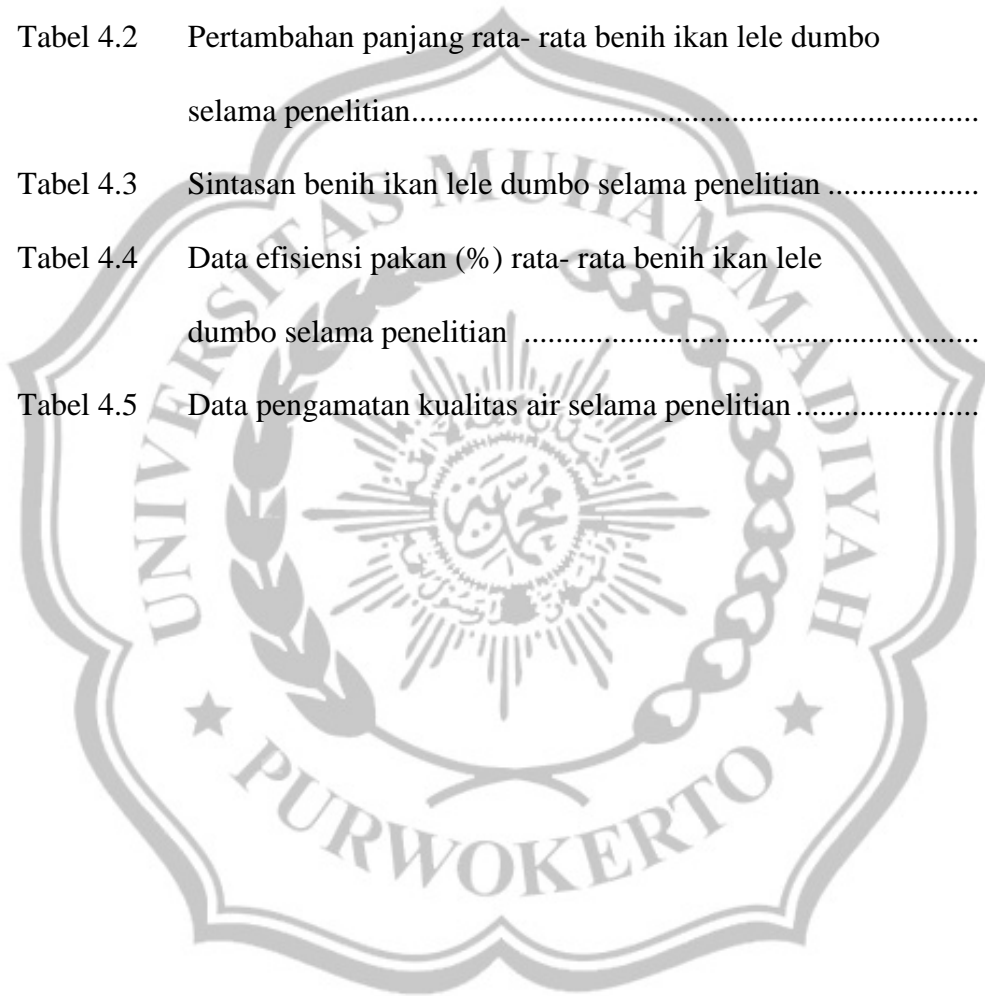 Tabel 4.2 Pertambahan panjang rata- rata benih ikan lele dumbo
selama penelitian......................................................................
Tabel 4.3 Sintasan benih ikan lele dumbo selama penelitian ...................
Tabel 4.4 Data efisiensi pakan (%) rata- rata benih ikan lele
dumbo selama penelitian ........................................................
Tabel 4.5 Data pengamatan kualitas air selama penelitian .......................
UNIVERSITAS MUHAMMADIYAH
PURWOKERTO